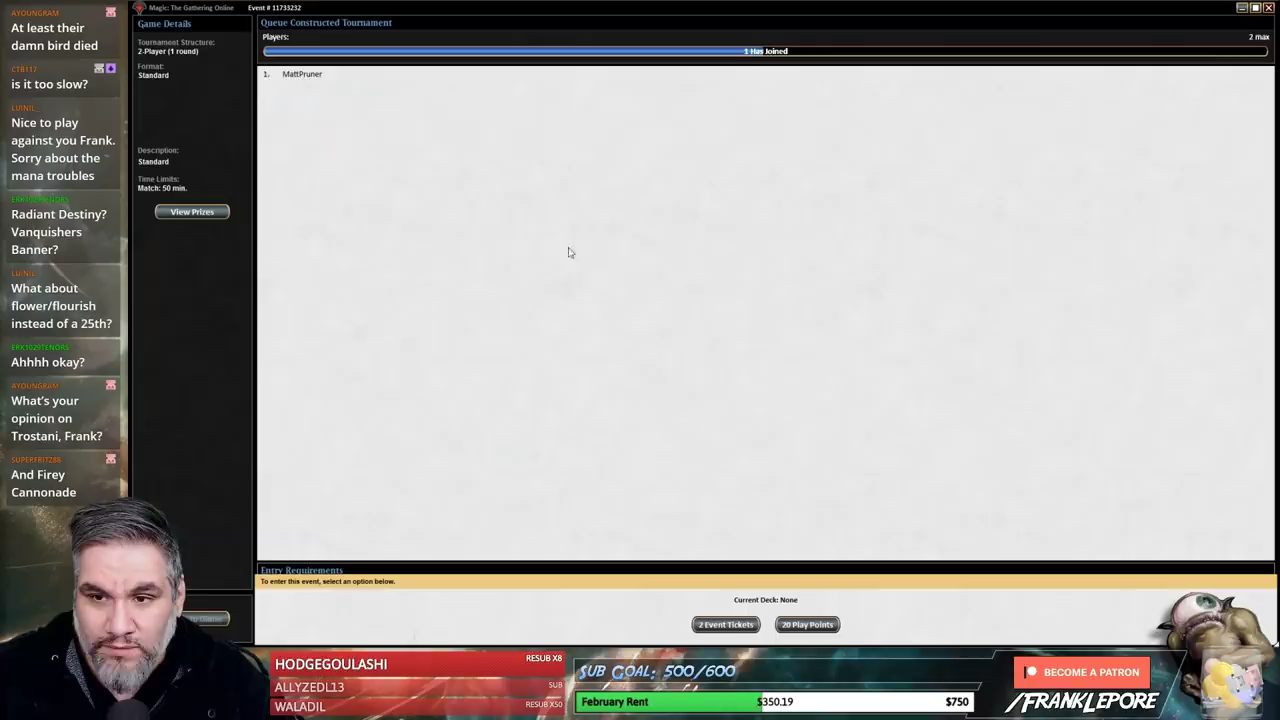 Magic: The Gathering Online Event # 11733232
AYOUNGRAM
At least their
damn bird died
CTB117
is it too slow?
LUINIL_
Nice to play
against you Frank.
Sorry about the
mana troubles
ERK1029TENORS
Radiant Destiny?
Vanquishers
Banner?
LUINIL_
What about
flower/flourish
instead of a 25th?
ERK1029TENORS
Ahhhh okay?
AYOUNGRAM
What's your
opinion on
Trostani, Frank?
SUPERFRITZ86
And Firey
Cannonade
Game Details
Tournament Structure:
2-Player (1 round)
Format:
Standard
Description:
Standard
Time Limits:
Match: 50 min.
View Prizes
Queue Constructed Tournament
Players:
2 max
1 Has Joined
1. MattPruner
Entry Requirements
To enter this event, select an option below.
Current Deck: None
2 Event Tickets
20 Play Points
HODGEGOULASHI RESUB X8
ALLYZEDL13 SUB
WALADIL RESUB X50
SUB GOAL: 500/600
February Rent $350.19 $750
BECOME A PATRON
/FRANKLEPORE